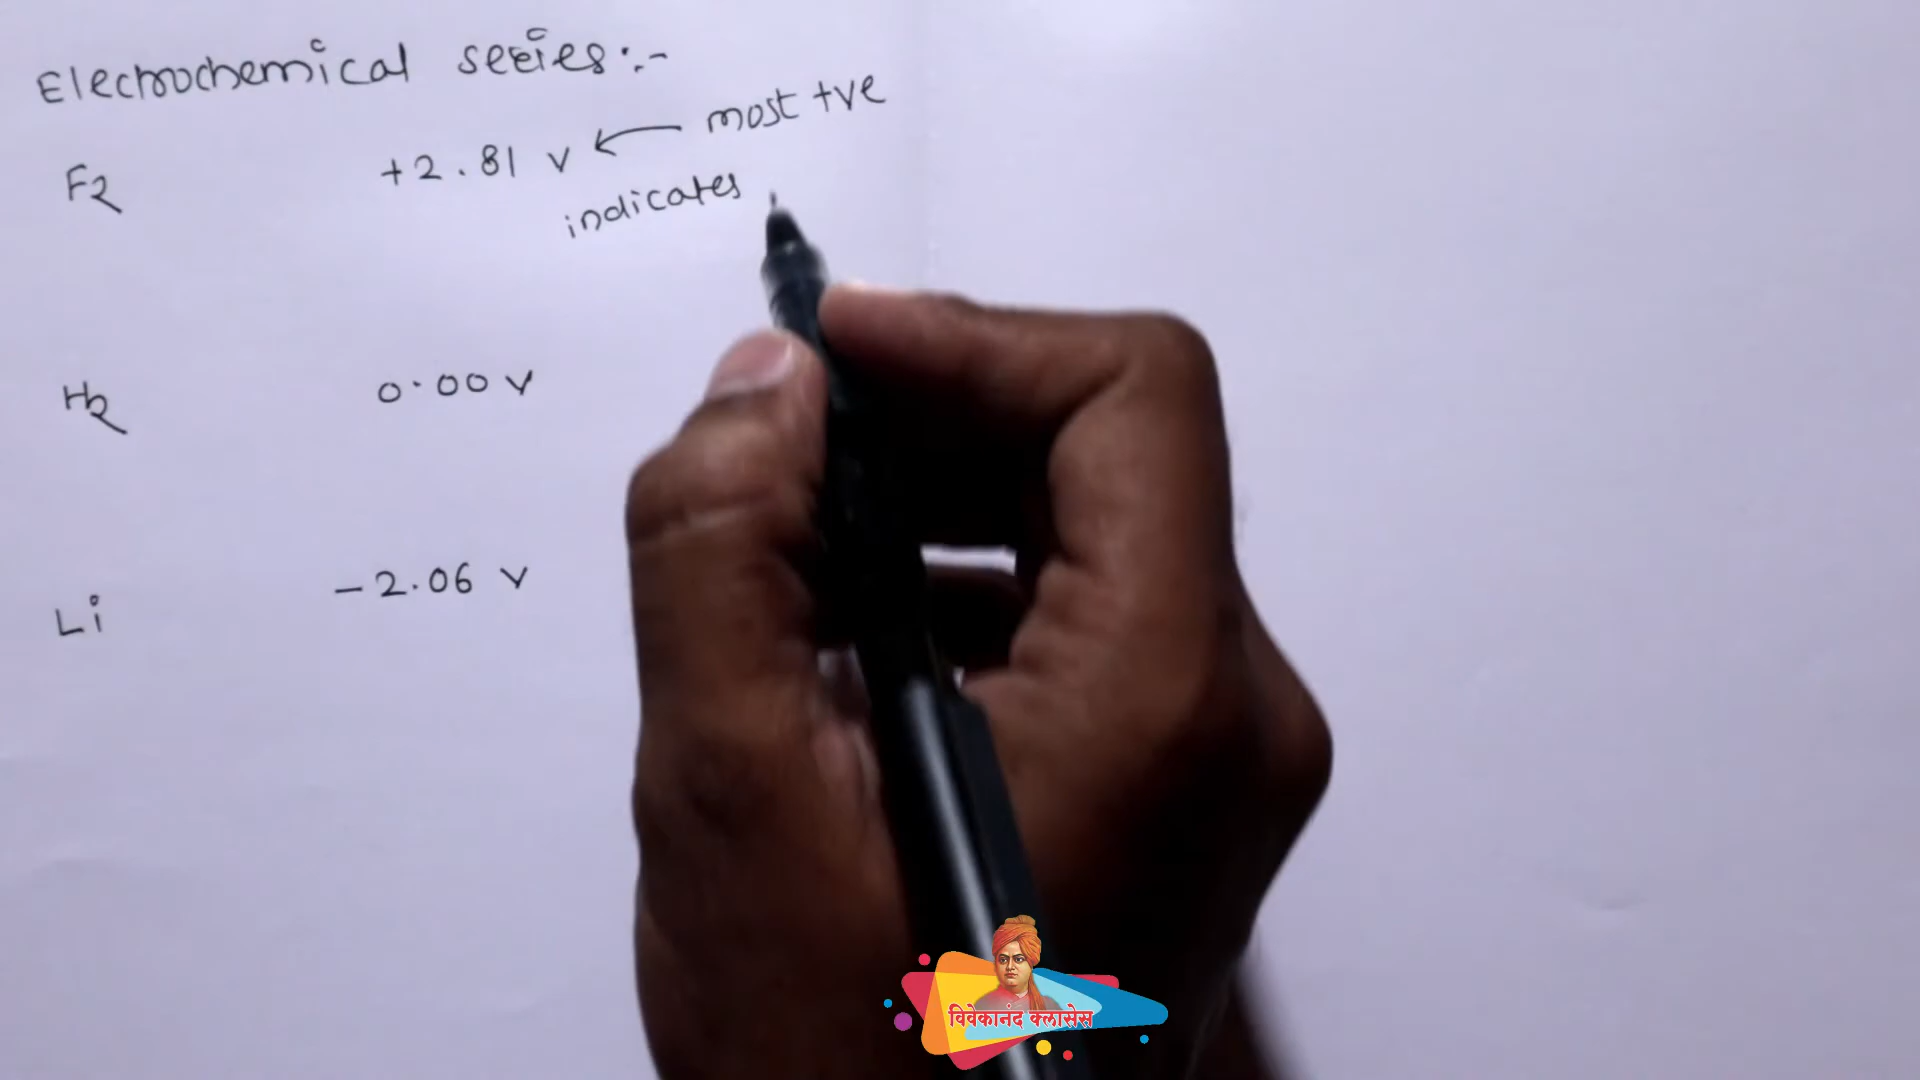 Electrochemical series:-
F2 +2.81 V ← most +ve
indicates
H2 0.00 V
Li -2.06 V
विवेकानंद क्लासेस